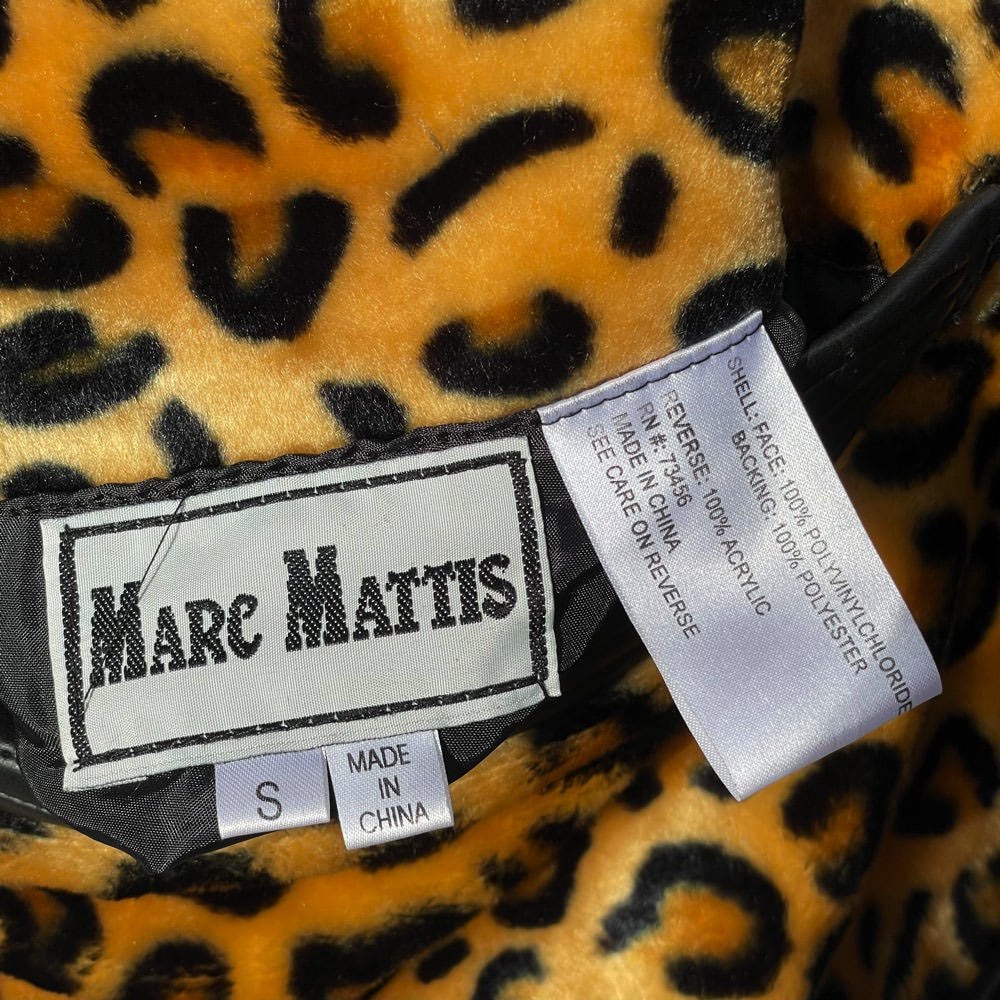 MARC MATTIS
S
MADE
IN
CHINA
SHELL: FACE: 100% POLYVINYLCHLORIDE
BACKING: 100% POLYESTER
REVERSE: 100% ACRYLIC
RN #: 73456
MADE IN CHINA
SEE CARE ON REVERSE